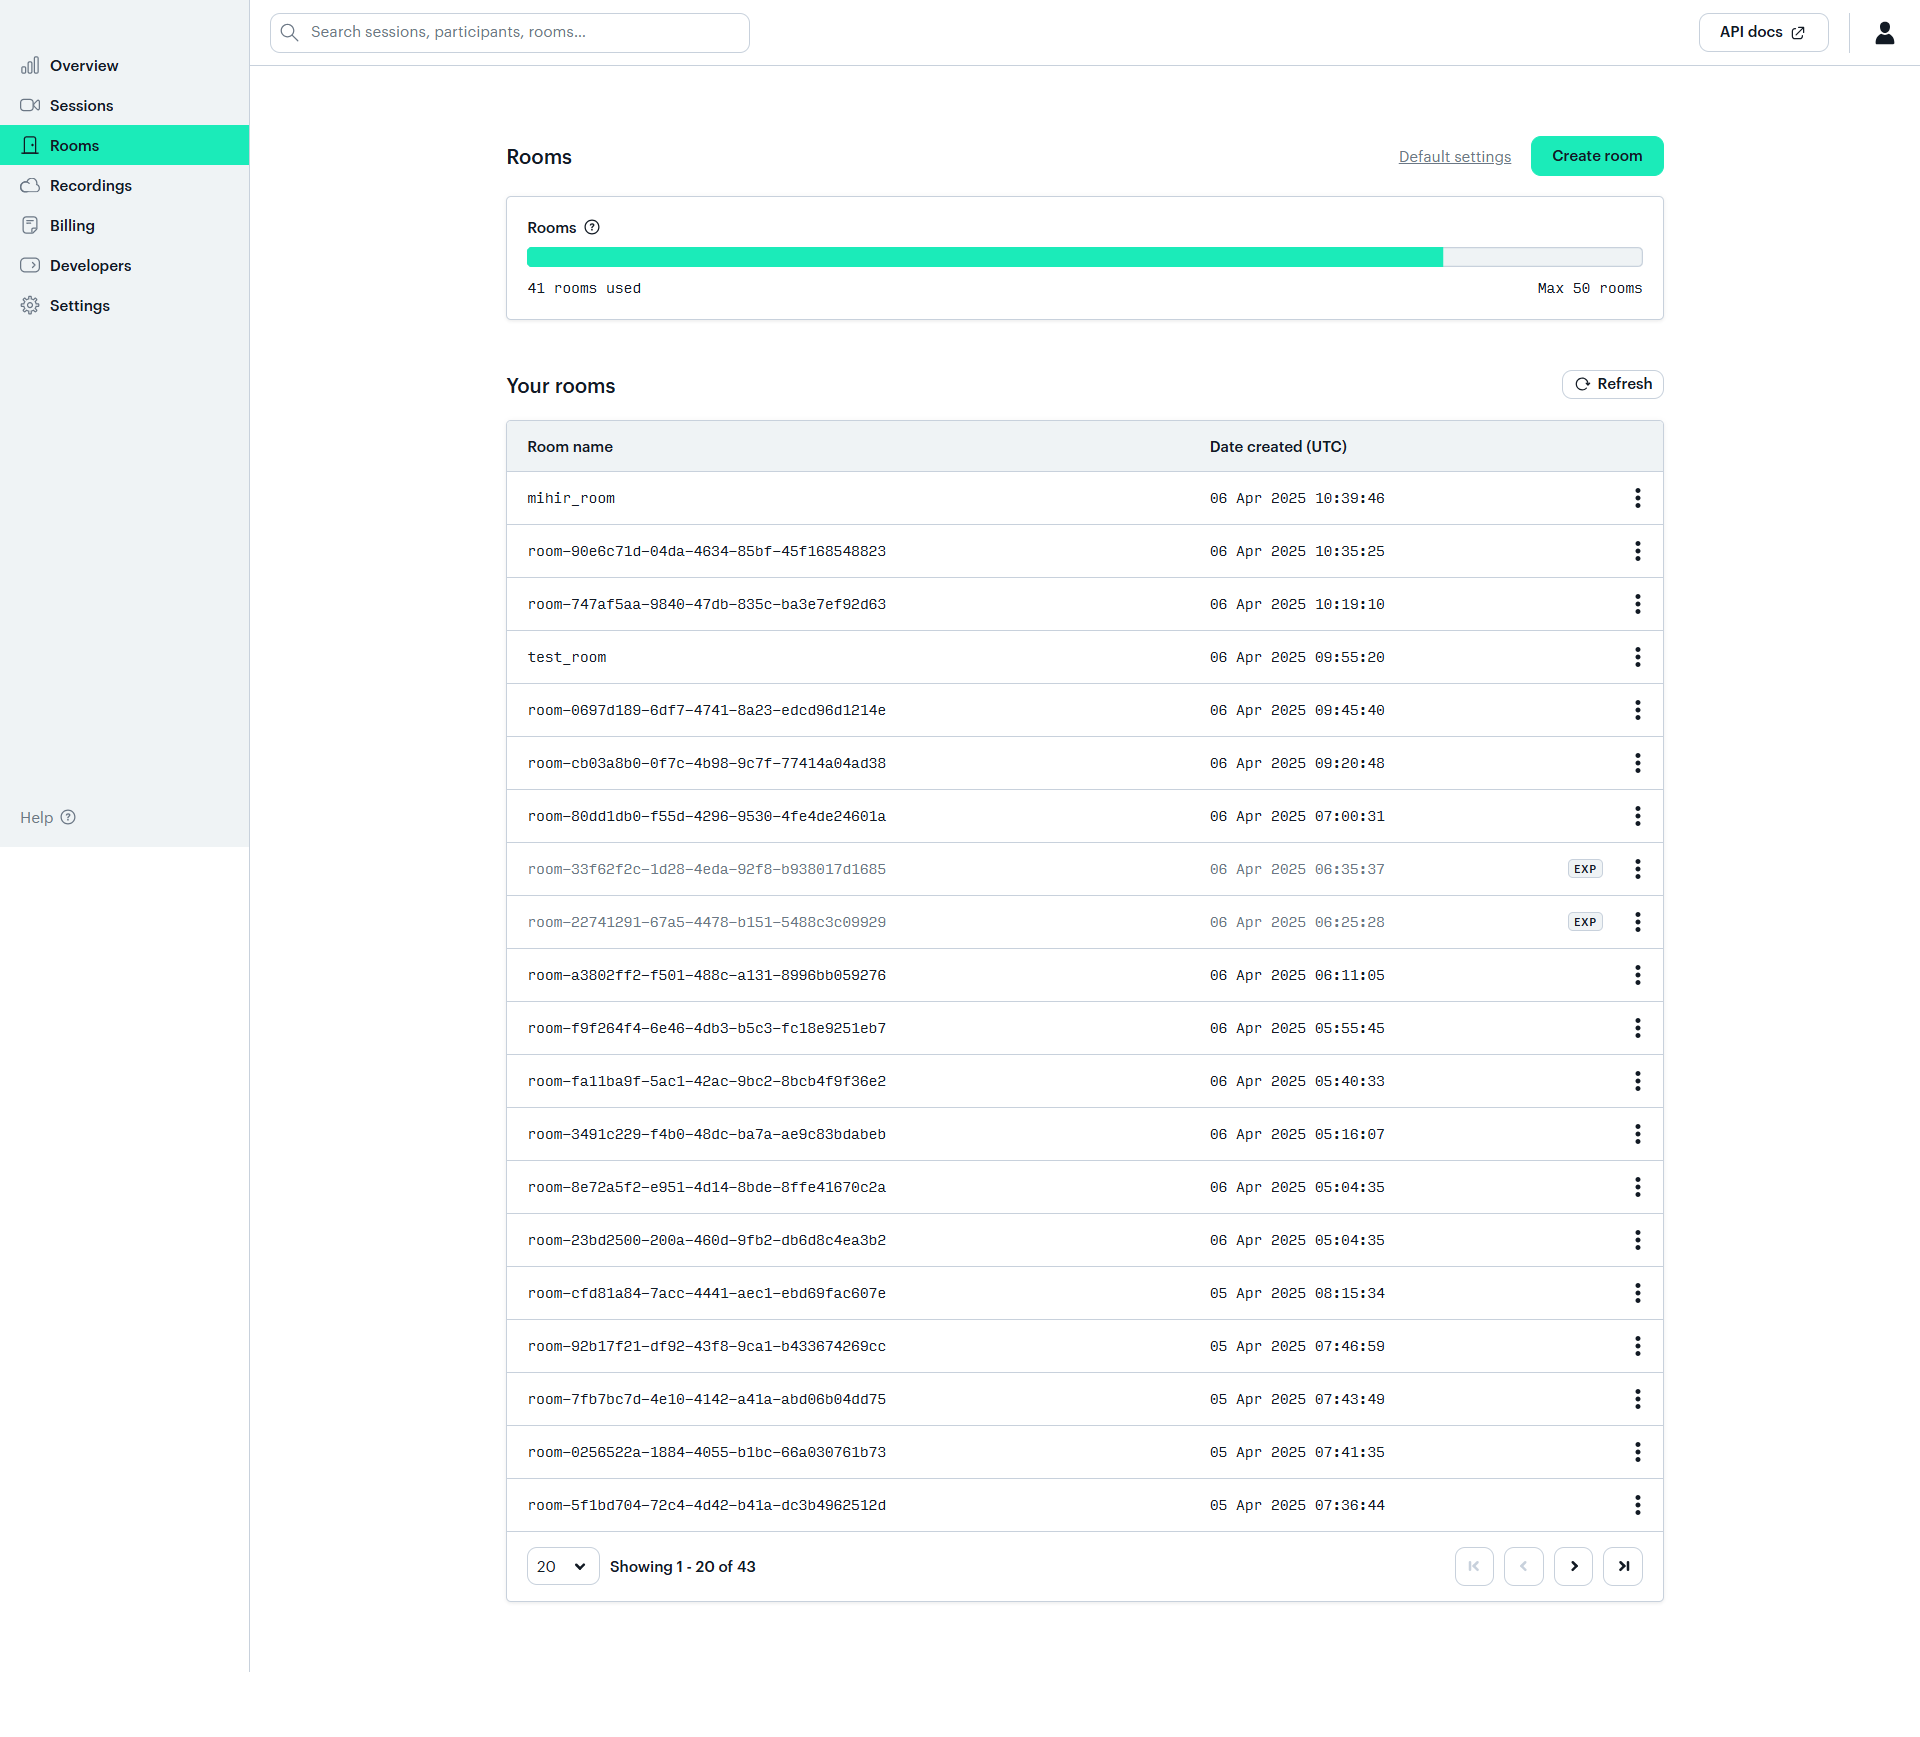 Search sessions, participants, rooms...
API docs
Overview
Sessions
Rooms
Recordings
Billing
Developers
Settings
Help
Rooms
Default settings
Create room
Rooms
41 rooms used
Max 50 rooms
Your rooms
Refresh
Room name Date created (UTC)
mihir_room 06 Apr 2025 10:39:46
room-90e6c71d-04da-4634-85bf-45f168548823 06 Apr 2025 10:35:25
room-747af5aa-9840-47db-835c-ba3e7ef92d63 06 Apr 2025 10:19:10
test_room 06 Apr 2025 09:55:20
room-0697d189-6df7-4741-8a23-edcd96d1214e 06 Apr 2025 09:45:40
room-cb03a8b0-0f7c-4b98-9c7f-77414a04ad38 06 Apr 2025 09:20:48
room-80dd1db0-f55d-4296-9530-4fe4de24601a 06 Apr 2025 07:00:31
room-33f62f2c-1d28-4eda-92f8-b938017d1685 06 Apr 2025 06:35:37 EXP
room-22741291-67a5-4478-b151-5488c3c09929 06 Apr 2025 06:25:28 EXP
room-a3802ff2-f501-488c-a131-8996bb059276 06 Apr 2025 06:11:05
room-f9f264f4-6e46-4db3-b5c3-fc18e9251eb7 06 Apr 2025 05:55:45
room-fa11ba9f-5ac1-42ac-9bc2-8bcb4f9f36e2 06 Apr 2025 05:40:33
room-3491c229-f4b0-48dc-ba7a-ae9c83bdabeb 06 Apr 2025 05:16:07
room-8e72a5f2-e951-4d14-8bde-8ffe41670c2a 06 Apr 2025 05:04:35
room-23bd2500-200a-460d-9fb2-db6d8c4ea3b2 06 Apr 2025 05:04:35
room-cfd81a84-7acc-4441-aec1-ebd69fac607e 05 Apr 2025 08:15:34
room-92b17f21-df92-43f8-9ca1-b433674269cc 05 Apr 2025 07:46:59
room-7fb7bc7d-4e10-4142-a41a-abd06b04dd75 05 Apr 2025 07:43:49
room-0256522a-1884-4055-b1bc-66a030761b73 05 Apr 2025 07:41:35
room-5f1bd704-72c4-4d42-b41a-dc3b4962512d 05 Apr 2025 07:36:44
20 Showing 1 - 20 of 43